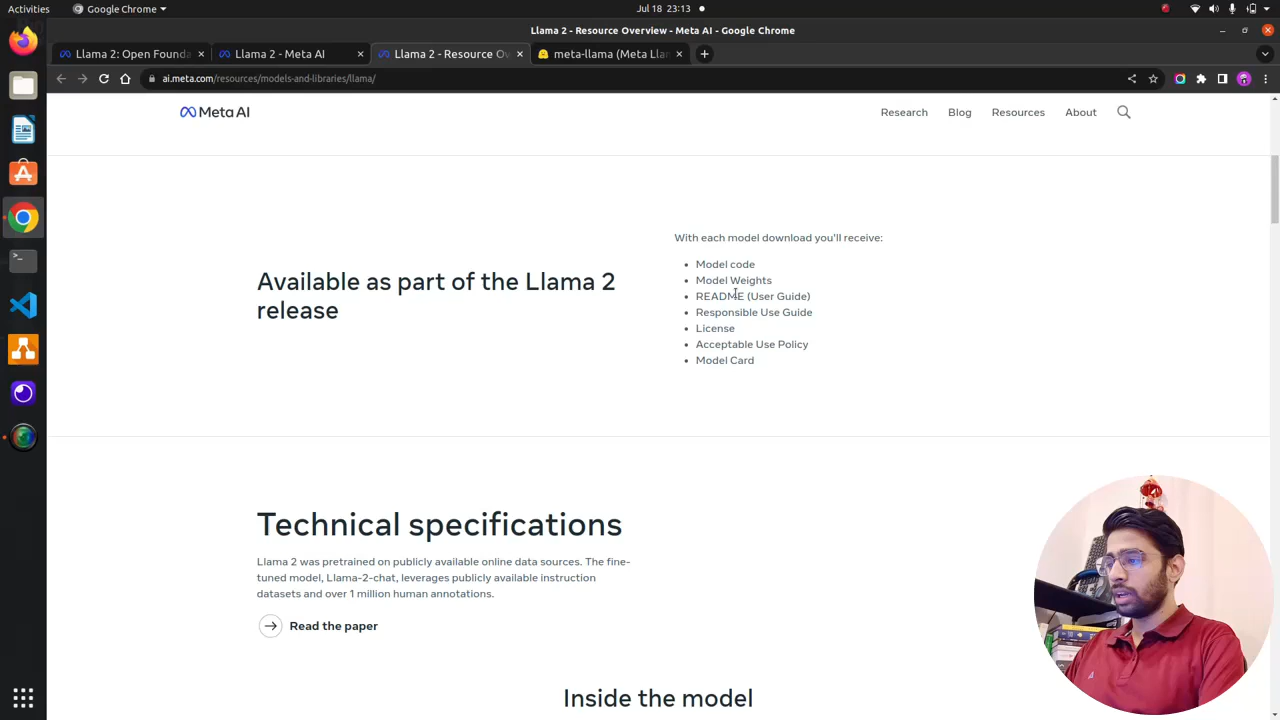 Activities
Google Chrome
Jul 18 23:13
Llama 2 - Resource Overview - Meta AI - Google Chrome
Llama 2: Open Founda
Llama 2 - Meta AI
Llama 2 - Resource Ov
meta-llama (Meta Llam
ai.meta.com/resources/models-and-libraries/llama/
Meta AI
Research
Blog
Resources
About
Available as part of the Llama 2
release
With each model download you'll receive:
• Model code
• Model Weights
• README (User Guide)
• Responsible Use Guide
• License
• Acceptable Use Policy
• Model Card
Technical specifications
Llama 2 was pretrained on publicly available online data sources. The fine-
tuned model, Llama-2-chat, leverages publicly available instruction
datasets and over 1 million human annotations.
Read the paper
Inside the model